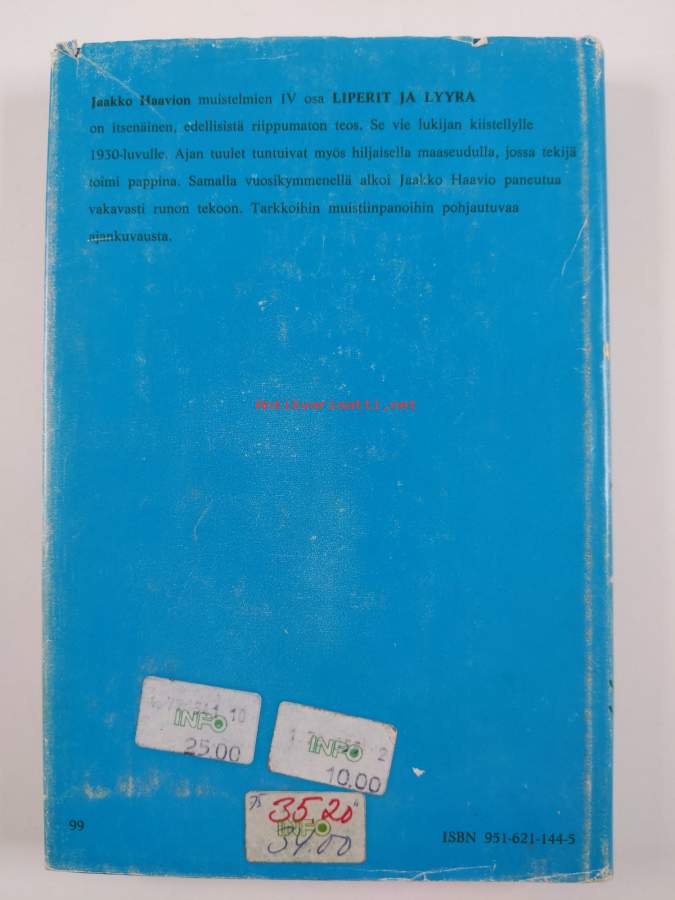 Jaakko Haavion muistelmien IV osa LIPERIT JA LYYRA
on itsenäinen, edellisistä riippumaton teos. Se vie lukijan kiistellylle
1930-luvulle. Ajan tuulet tuntuivat myös hiljaisella maaseudulla, jossa tekijä
toimi pappina. Samalla vuosikymmenellä alkoi Jaakko Haavio paneutua
vakavasti runon tekoon. Tarkkoihin muistiinpanoihin pohjautuvaa
ajankuvausta.
Antikvariaatti.net
INFO
25.00
INFO
10.00
35 20
INFO
34.00
99
ISBN 951-621-144-5